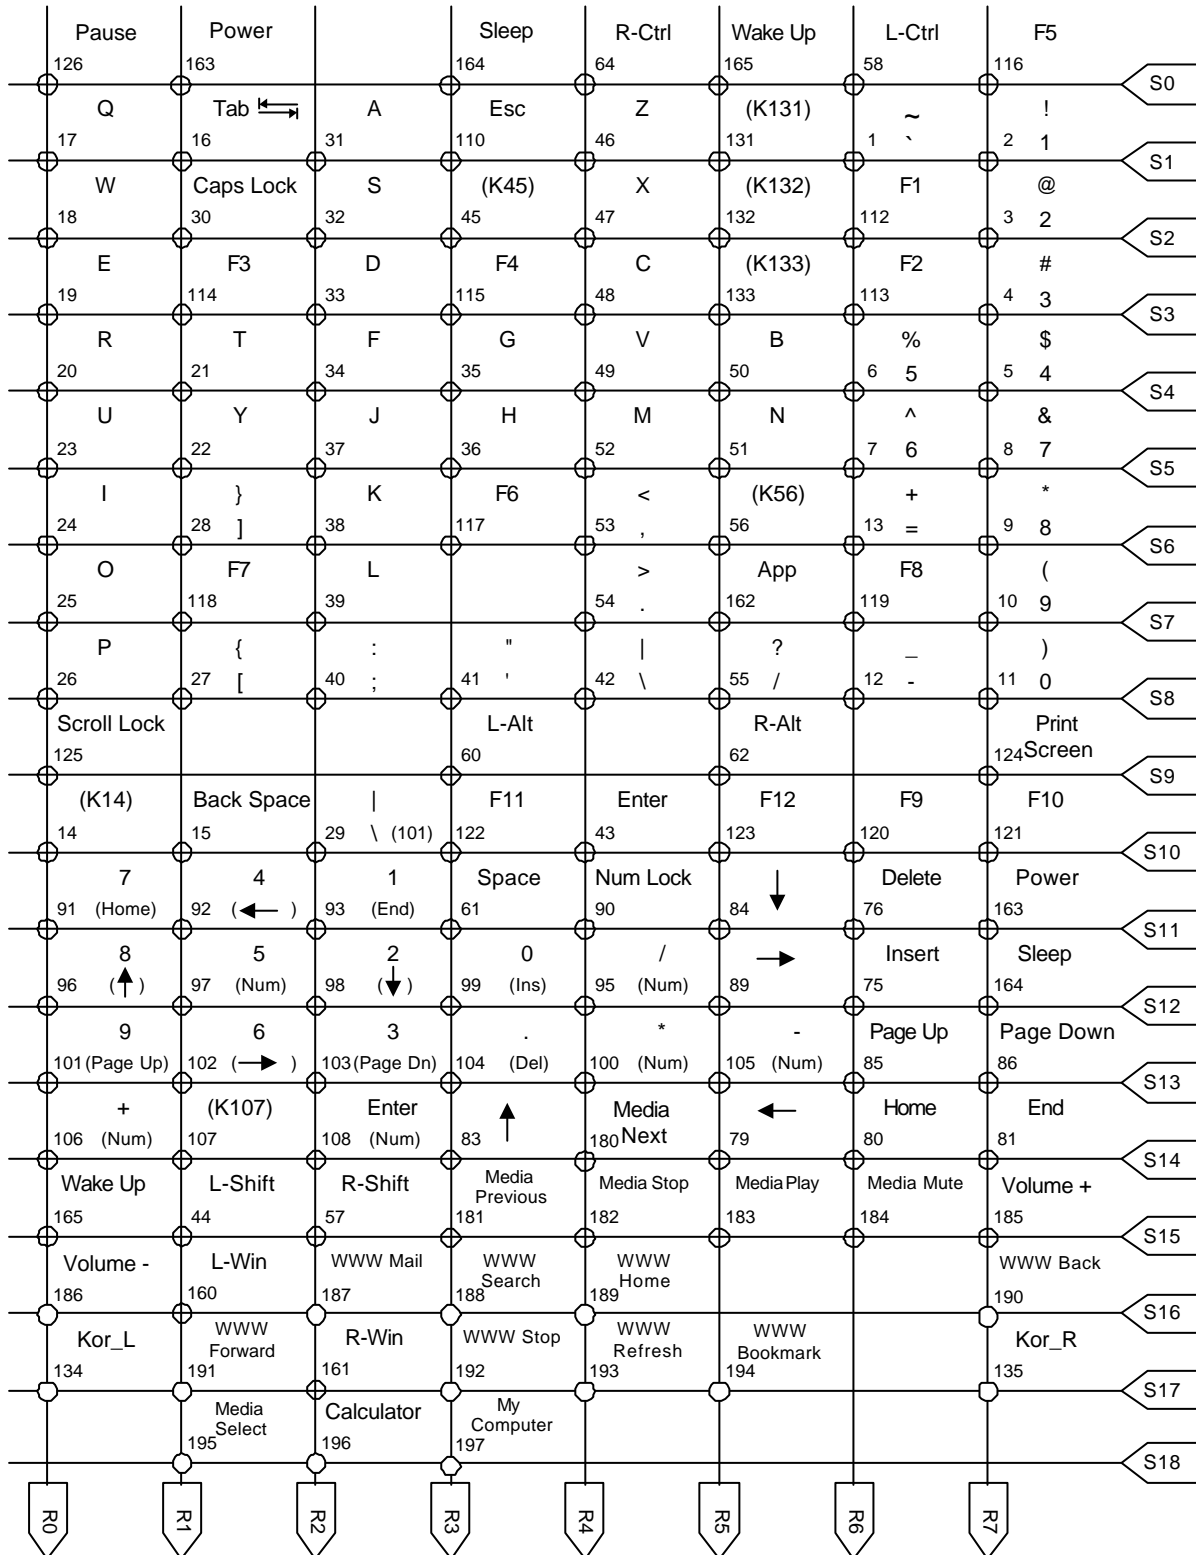 Pause Power Sleep R-Ctrl Wake Up L-Ctrl F5
126 163 164 64 165 58 116 S0
Q Tab A Esc Z (K131) ~ !
17 16 31 110 46 131 1 ` 2 1 S1
W Caps Lock S (K45) X (K132) F1 @
18 30 32 45 47 132 112 3 2 S2
E F3 D F4 C (K133) F2 #
19 114 33 115 48 133 113 4 3 S3
R T F G V B % $
20 21 34 35 49 50 6 5 5 4 S4
U Y J H M N ^ &
23 22 37 36 52 51 7 6 8 7 S5
I } K F6 < (K56) + *
24 28 ] 38 117 53 , 56 13 = 9 8 S6
O F7 L > App F8 (
25 118 39 54 . 162 119 10 9 S7
P { : " | ? _ )
26 27 [ 40 ; 41 ' 42 \ 55 / 12 - 11 0 S8
Scroll Lock L-Alt R-Alt Print
125 60 62 124 Screen S9
(K14) Back Space | F11 Enter F12 F9 F10
14 15 29 \ (101) 122 43 123 120 121 S10
7 4 1 Space Num Lock ↓ Delete Power
91 (Home) 92 (←) 93 (End) 61 90 84 76 163 S11
8 5 2 0 / → Insert Sleep
96 (↑) 97 (Num) 98 (↓) 99 (Ins) 95 (Num) 89 75 164 S12
9 6 3 . * - Page Up Page Down
101 (Page Up) 102 (→) 103 (Page Dn) 104 (Del) 100 (Num) 105 (Num) 85 86 S13
+ (K107) Enter ↑ Media ← Home End
106 (Num) 107 108 (Num) 83 180 Next 79 80 81 S14
Wake Up L-Shift R-Shift Media Previous Media Stop Media Play Media Mute Volume +
165 44 57 181 182 183 184 185 S15
Volume - L-Win WWW Mail WWW Search WWW Home WWW Back
186 160 187 188 189 190 S16
Kor_L WWW Forward R-Win WWW Stop WWW Refresh WWW Bookmark Kor_R
134 191 161 192 193 194 135 S17
Media Select Calculator My Computer
195 196 197 S18
R0 R1 R2 R3 R4 R5 R6 R7